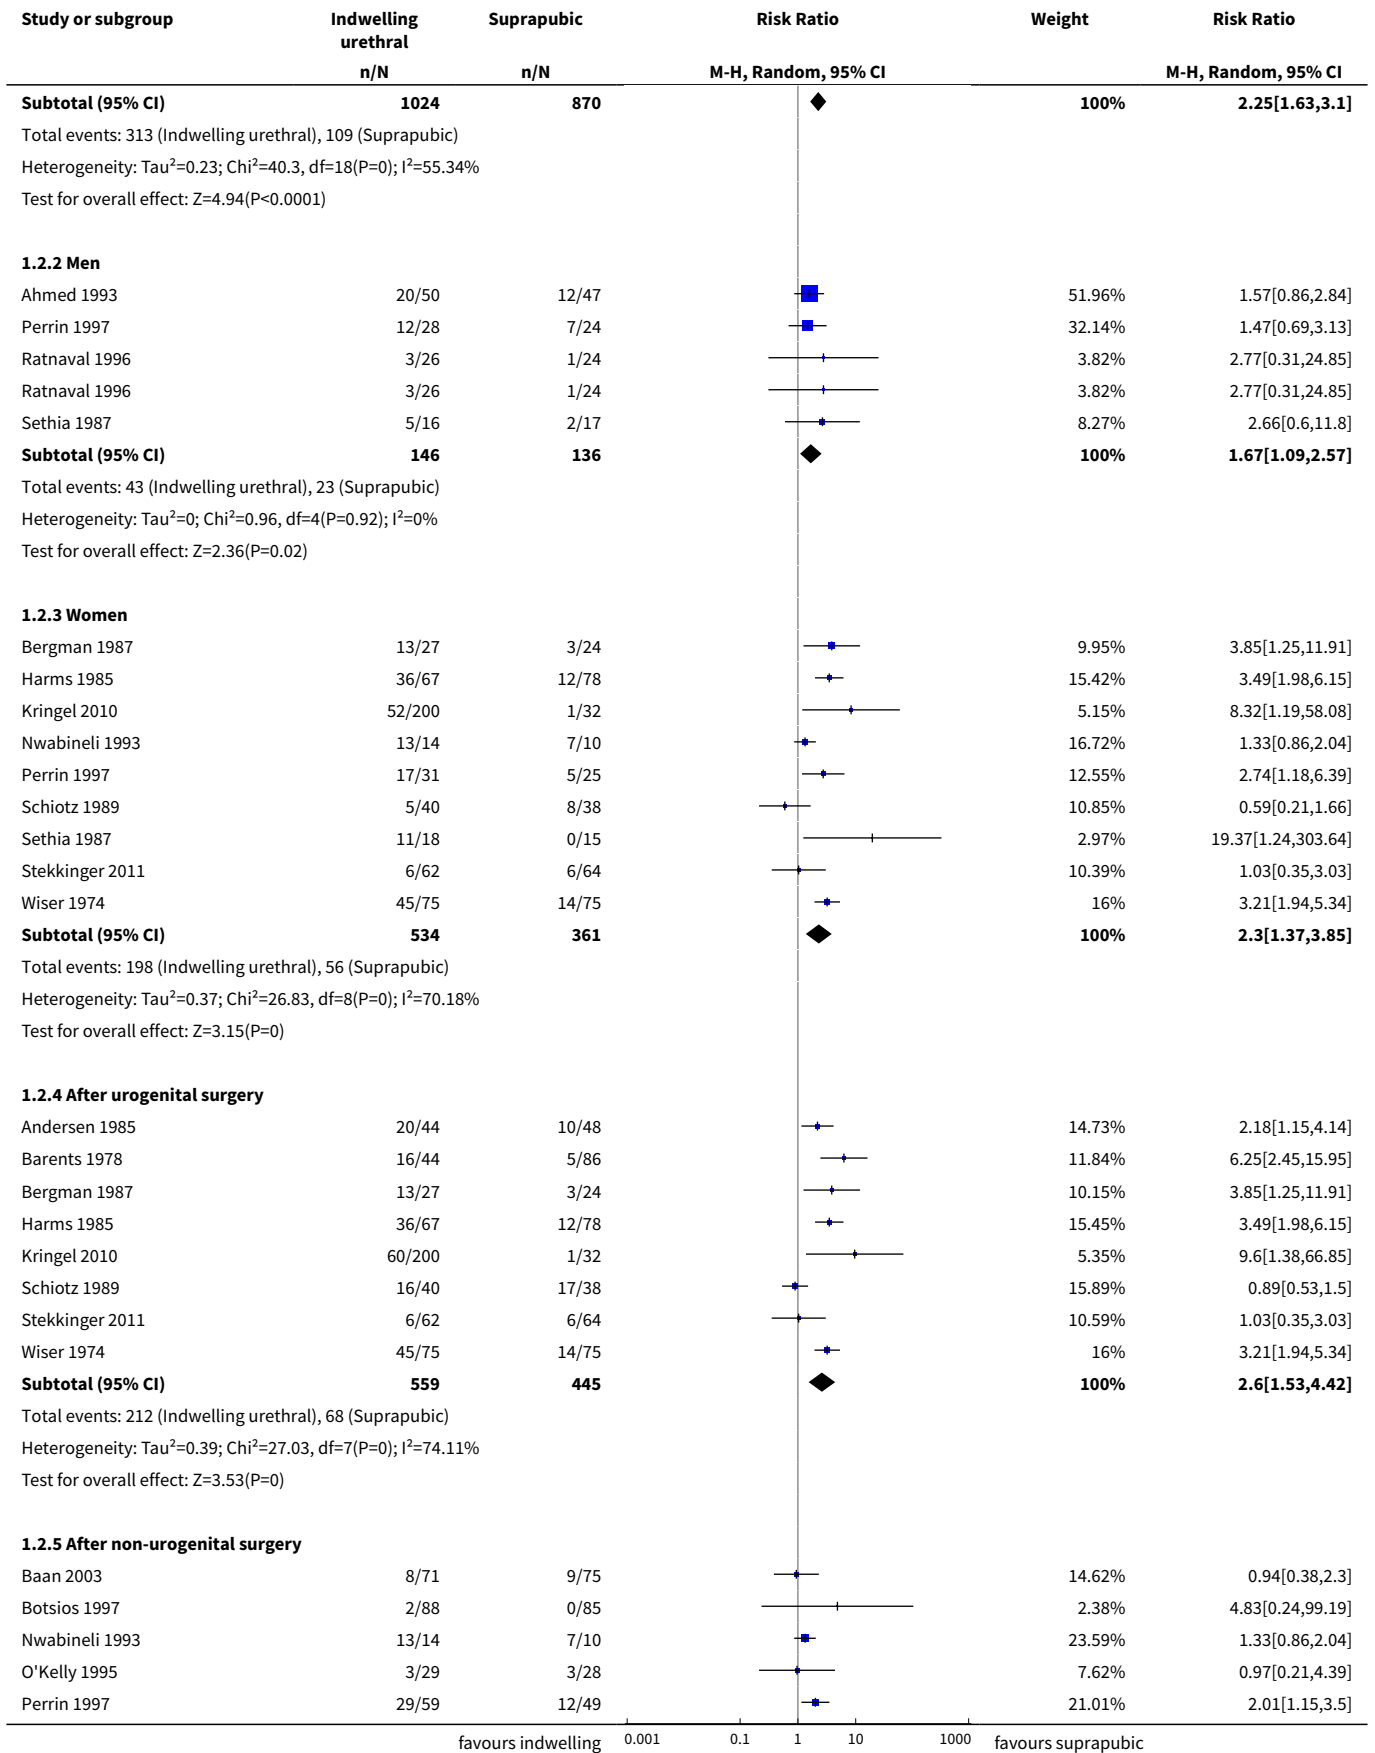 Study or subgroup Indwelling urethral Suprapubic Risk Ratio Weight Risk Ratio
n/N n/N M-H, Random, 95% CI M-H, Random, 95% CI
Subtotal (95% CI) 1024 870 100% 2.25[1.63,3.1]
Total events: 313 (Indwelling urethral), 109 (Suprapubic)
Heterogeneity: Tau²=0.23; Chi²=40.3, df=18(P=0); I²=55.34%
Test for overall effect: Z=4.94(P<0.0001)
1.2.2 Men
Ahmed 1993 20/50 12/47 51.96% 1.57[0.86,2.84]
Perrin 1997 12/28 7/24 32.14% 1.47[0.69,3.13]
Ratnaval 1996 3/26 1/24 3.82% 2.77[0.31,24.85]
Ratnaval 1996 3/26 1/24 3.82% 2.77[0.31,24.85]
Sethia 1987 5/16 2/17 8.27% 2.66[0.6,11.8]
Subtotal (95% CI) 146 136 100% 1.67[1.09,2.57]
Total events: 43 (Indwelling urethral), 23 (Suprapubic)
Heterogeneity: Tau²=0; Chi²=0.96, df=4(P=0.92); I²=0%
Test for overall effect: Z=2.36(P=0.02)
1.2.3 Women
Bergman 1987 13/27 3/24 9.95% 3.85[1.25,11.91]
Harms 1985 36/67 12/78 15.42% 3.49[1.98,6.15]
Kringel 2010 52/200 1/32 5.15% 8.32[1.19,58.08]
Nwabineli 1993 13/14 7/10 16.72% 1.33[0.86,2.04]
Perrin 1997 17/31 5/25 12.55% 2.74[1.18,6.39]
Schiotz 1989 5/40 8/38 10.85% 0.59[0.21,1.66]
Sethia 1987 11/18 0/15 2.97% 19.37[1.24,303.64]
Stekkinger 2011 6/62 6/64 10.39% 1.03[0.35,3.03]
Wiser 1974 45/75 14/75 16% 3.21[1.94,5.34]
Subtotal (95% CI) 534 361 100% 2.3[1.37,3.85]
Total events: 198 (Indwelling urethral), 56 (Suprapubic)
Heterogeneity: Tau²=0.37; Chi²=26.83, df=8(P=0); I²=70.18%
Test for overall effect: Z=3.15(P=0)
1.2.4 After urogenital surgery
Andersen 1985 20/44 10/48 14.73% 2.18[1.15,4.14]
Barents 1978 16/44 5/86 11.84% 6.25[2.45,15.95]
Bergman 1987 13/27 3/24 10.15% 3.85[1.25,11.91]
Harms 1985 36/67 12/78 15.45% 3.49[1.98,6.15]
Kringel 2010 60/200 1/32 5.35% 9.6[1.38,66.85]
Schiotz 1989 16/40 17/38 15.89% 0.89[0.53,1.5]
Stekkinger 2011 6/62 6/64 10.59% 1.03[0.35,3.03]
Wiser 1974 45/75 14/75 16% 3.21[1.94,5.34]
Subtotal (95% CI) 559 445 100% 2.6[1.53,4.42]
Total events: 212 (Indwelling urethral), 68 (Suprapubic)
Heterogeneity: Tau²=0.39; Chi²=27.03, df=7(P=0); I²=74.11%
Test for overall effect: Z=3.53(P=0)
1.2.5 After non-urogenital surgery
Baan 2003 8/71 9/75 14.62% 0.94[0.38,2.3]
Botsios 1997 2/88 0/85 2.38% 4.83[0.24,99.19]
Nwabineli 1993 13/14 7/10 23.59% 1.33[0.86,2.04]
O'Kelly 1995 3/29 3/28 7.62% 0.97[0.21,4.39]
Perrin 1997 29/59 12/49 21.01% 2.01[1.15,3.5]
favours indwelling 0.001 0.1 1 10 1000 favours suprapubic